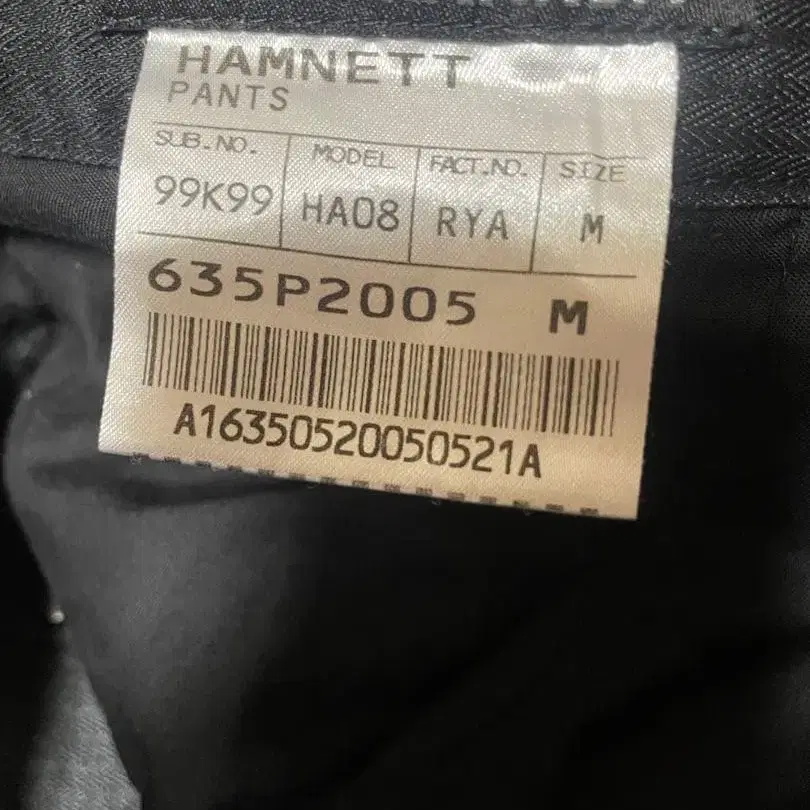 HAMNETT
PANTS
SUB.NO. MODEL FACT.NO. SIZE
99K99 HA08 RYA M
635P2005 M
A16350520050521A